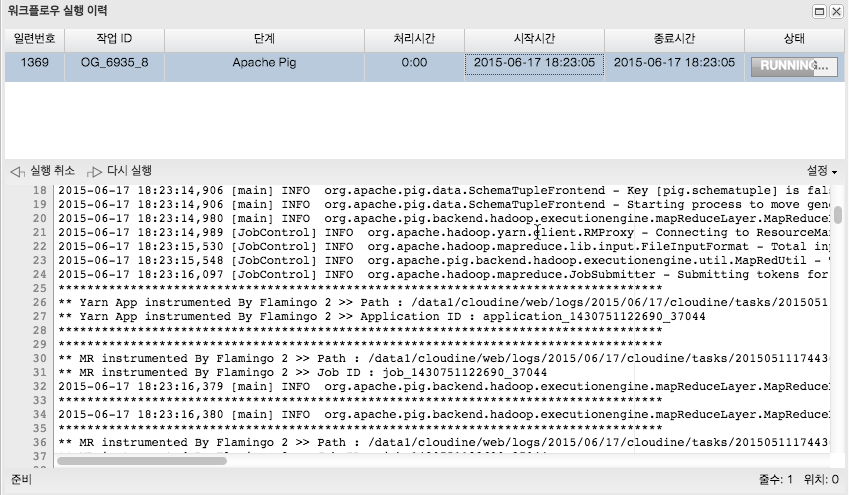 워크플로우 실행 이력
일련번호 작업 ID 단계 처리시간 시작시간 종료시간 상태
1369 OG_6935_8 Apache Pig 0:00 2015-06-17 18:23:05 2015-06-17 18:23:05 RUNNING...
실행 취소 다시 실행 설정
18 2015-06-17 18:23:14,906 [main] INFO org.apache.pig.data.SchemaTupleFrontend - Key [pig.schematuple] is fal
19 2015-06-17 18:23:14,906 [main] INFO org.apache.pig.data.SchemaTupleFrontend - Starting process to move gen
20 2015-06-17 18:23:14,980 [main] INFO org.apache.pig.backend.hadoop.executionengine.mapReduceLayer.MapReduce
21 2015-06-17 18:23:14,989 [JobControl] INFO org.apache.hadoop.yarn.client.RMProxy - Connecting to ResourceMa
22 2015-06-17 18:23:15,530 [JobControl] INFO org.apache.hadoop.mapreduce.lib.input.FileInputFormat - Total inp
23 2015-06-17 18:23:15,548 [JobControl] INFO org.apache.pig.backend.hadoop.executionengine.util.MapRedUtil -
24 2015-06-17 18:23:16,097 [JobControl] INFO org.apache.hadoop.mapreduce.JobSubmitter - Submitting tokens for
25 **********************************************************************************
26 ** Yarn App instrumented By Flamingo 2 >> Path : /data1/cloudine/web/logs/2015/06/17/cloudine/tasks/2015051
27 ** Yarn App instrumented By Flamingo 2 >> Application ID : application_1430751122690_37044
28 **********************************************************************************
29 **********************************************************************************
30 ** MR instrumented By Flamingo 2 >> Path : /data1/cloudine/web/logs/2015/06/17/cloudine/tasks/2015051117443
31 ** MR instrumented By Flamingo 2 >> Job ID : job_1430751122690_37044
32 2015-06-17 18:23:16,379 [main] INFO org.apache.pig.backend.hadoop.executionengine.mapReduceLayer.MapReduce
33 **********************************************************************************
34 2015-06-17 18:23:16,380 [main] INFO org.apache.pig.backend.hadoop.executionengine.mapReduceLayer.MapReduce
35 **********************************************************************************
36 ** MR instrumented By Flamingo 2 >> Path : /data1/cloudine/web/logs/2015/06/17/cloudine/tasks/2015051117443
37
준비 줄수: 1 위치: 0